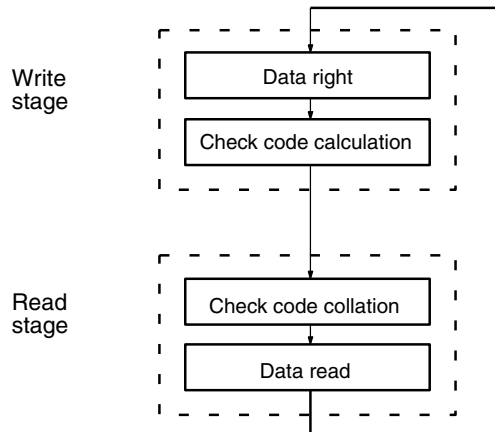 Write
stage
Data right
Check code calculation
Read
stage
Check code collation
Data read